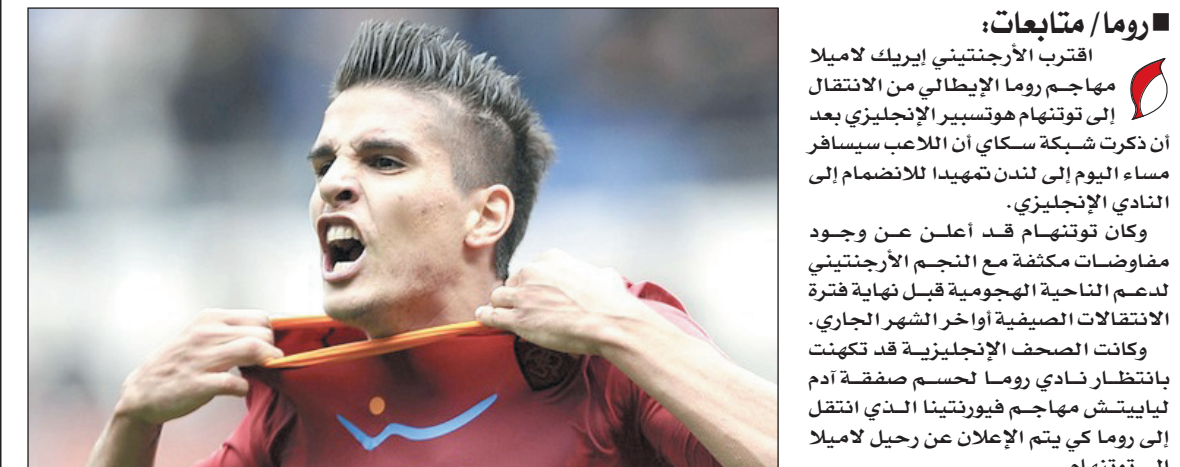 ■روما/ متابعات:
اقترب الأرجنتيني إيريك لاميلا
مهاجم روما الإيطالي من الانتقال
إلى توتنهام هوتسبير الإنجليزي بعد
أن ذكرت شبكة سكاي أن اللاعب سيسافر
مساء اليوم إلى لندن تمهيدا للانضمام إلى
النادي الإنجليزي.
وكان توتنهام قد أعلن عن وجود
مفاوضات مكثفة مع النجم الأرجنتيني
لدعم الناحية الهجومية قبل نهاية فترة
الانتقالات الصيفية أواخر الشهر الجاري.
وكانت الصحف الإنجليزية قد تكهنت
بانتظار نادي روما لحسم صفقة آدم
لياييتش مهاجم فيورنتينا الذي انتقل
إلى روما كي يتم الإعلان عن رحيل لاميلا